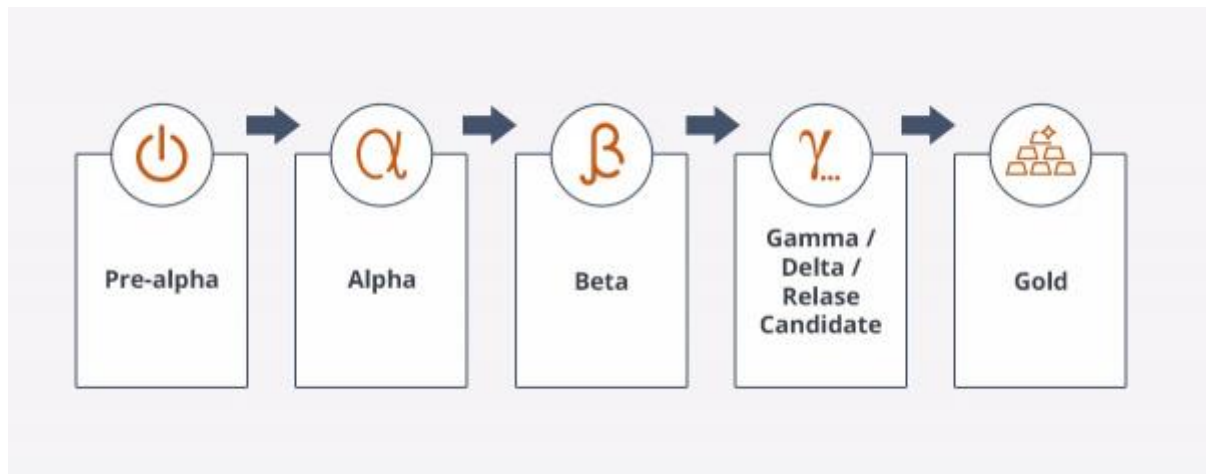 α
β
γ...
Pre-alpha
Alpha
Beta
Gamma /
Delta /
Relase
Candidate
Gold